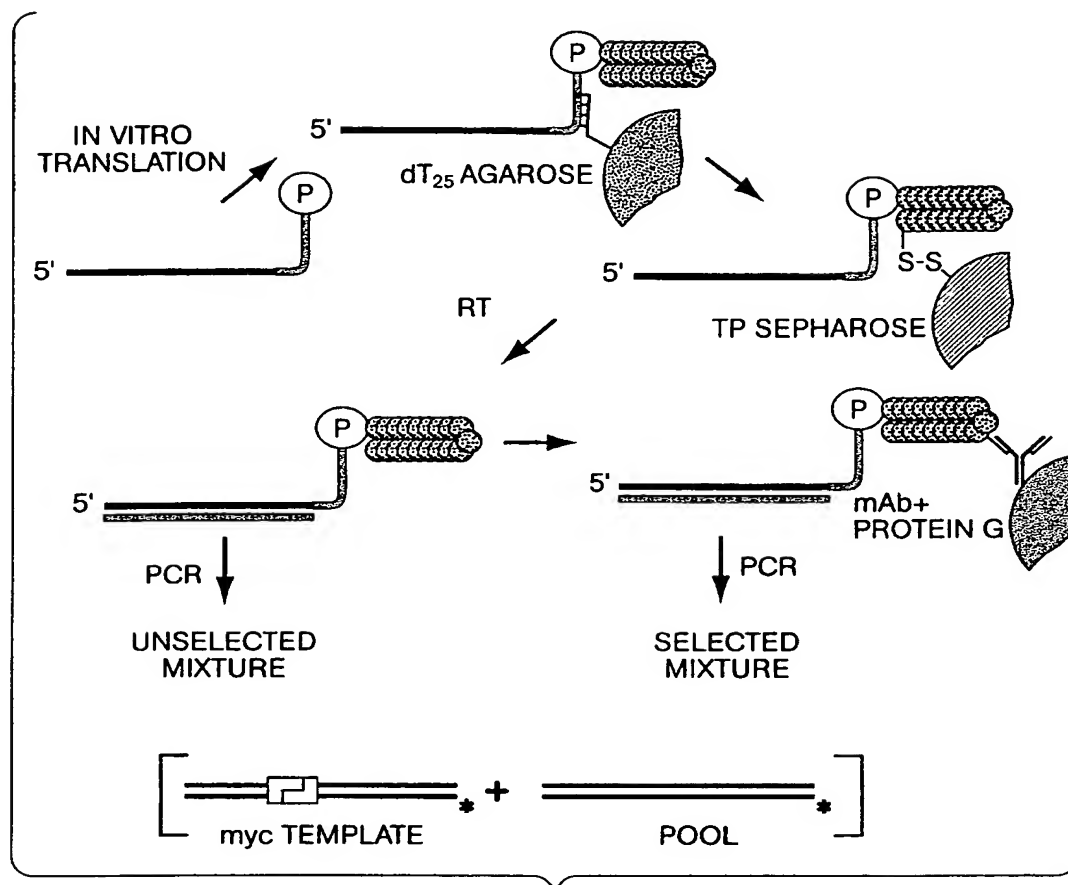 P
5'
dT₂₅ AGAROSE
IN VITRO
TRANSLATION
P
5'
P
5'
S-S
TP SEPHAROSE
RT
P
5'
P
5'
mAb+
PROTEIN G
PCR
UNSELECTED
MIXTURE
PCR
SELECTED
MIXTURE
* + *
myc TEMPLATE
POOL